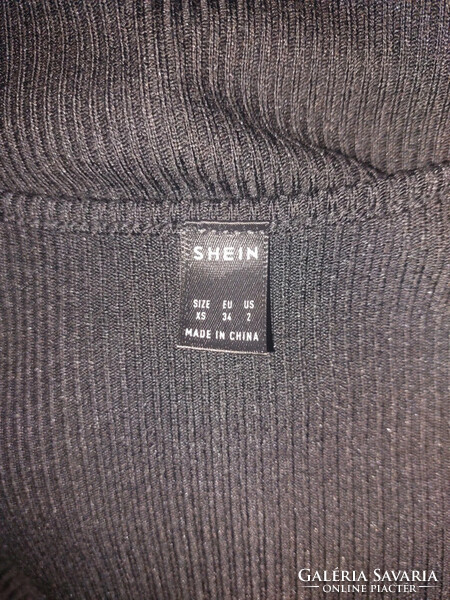 SHEIN
SIZE EU US
XS 34 2
MADE IN CHINA
GALÉRIA SAVARIA
ONLINE PIACTÉR